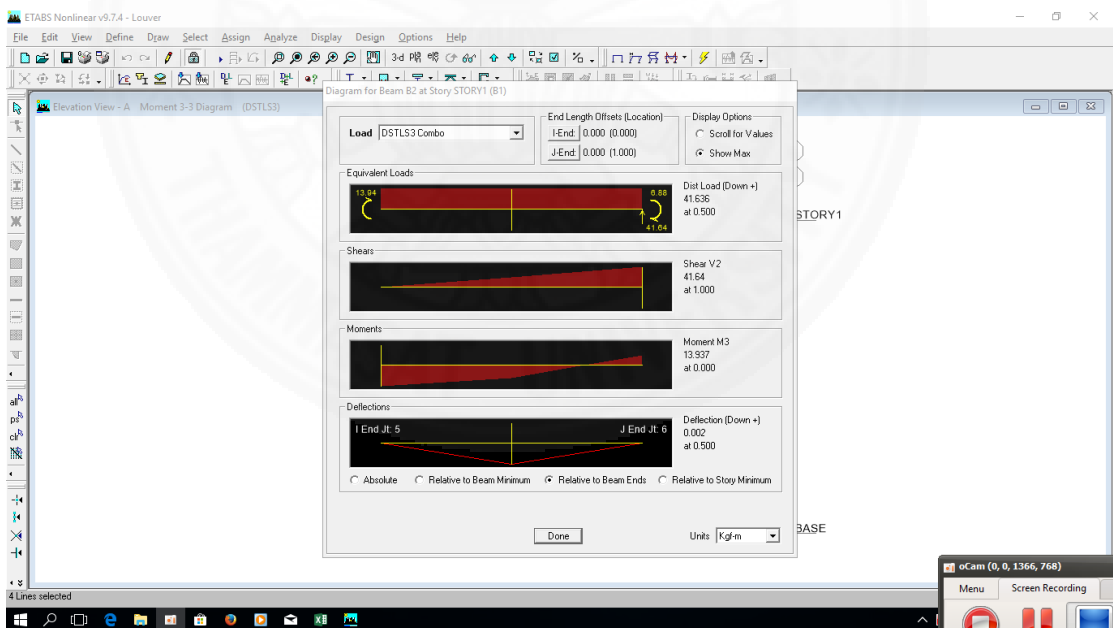 ETABS Nonlinear v9.7.4 - Louver
File Edit View Define Draw Select Assign Analyze Display Design Options Help
3-d
Elevation View - A Moment 3-3 Diagram (DSTLS3)
Diagram for Beam B2 at Story STORY1 (B1)
Load DSTLS3 Combo
End Length Offsets (Location)
I-End: 0.000 (0.000)
J-End: 0.000 (1.000)
Display Options
Scroll for Values
Show Max
Equivalent Loads
13.94
6.88
41.64
Dist Load (Down +)
41.636
at 0.500
STORY1
Shears
Shear V2
41.64
at 1.000
Moments
Moment M3
13.937
at 0.000
Deflections
I End Jt: 5
J End Jt: 6
Deflection (Down +)
0.002
at 0.500
Absolute
Relative to Beam Minimum
Relative to Beam Ends
Relative to Story Minimum
Done
Units Kgf-m
BASE
all
ps
clr
4 Lines selected
oCam (0, 0, 1366, 768)
Menu
Screen Recording